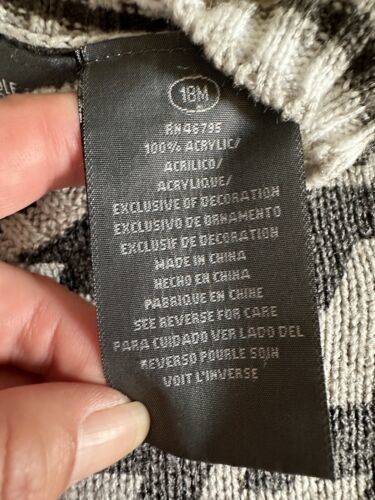 18M
RN46795
100% ACRYLIC/
ACRILICO/
ACRYLIQUE/
EXCLUSIVE OF DECORATION
EXCLUSIVO DE ORNAMENTO
EXCLUSIF DE DECORATION
MADE IN CHINA
HECHO EN CHINA
FABRIQUE EN CHINE
SEE REVERSE FOR CARE
PARA CUIDADO VER LADO DEL
REVERSO POURLE SOIN
VOIT L'INVERSE